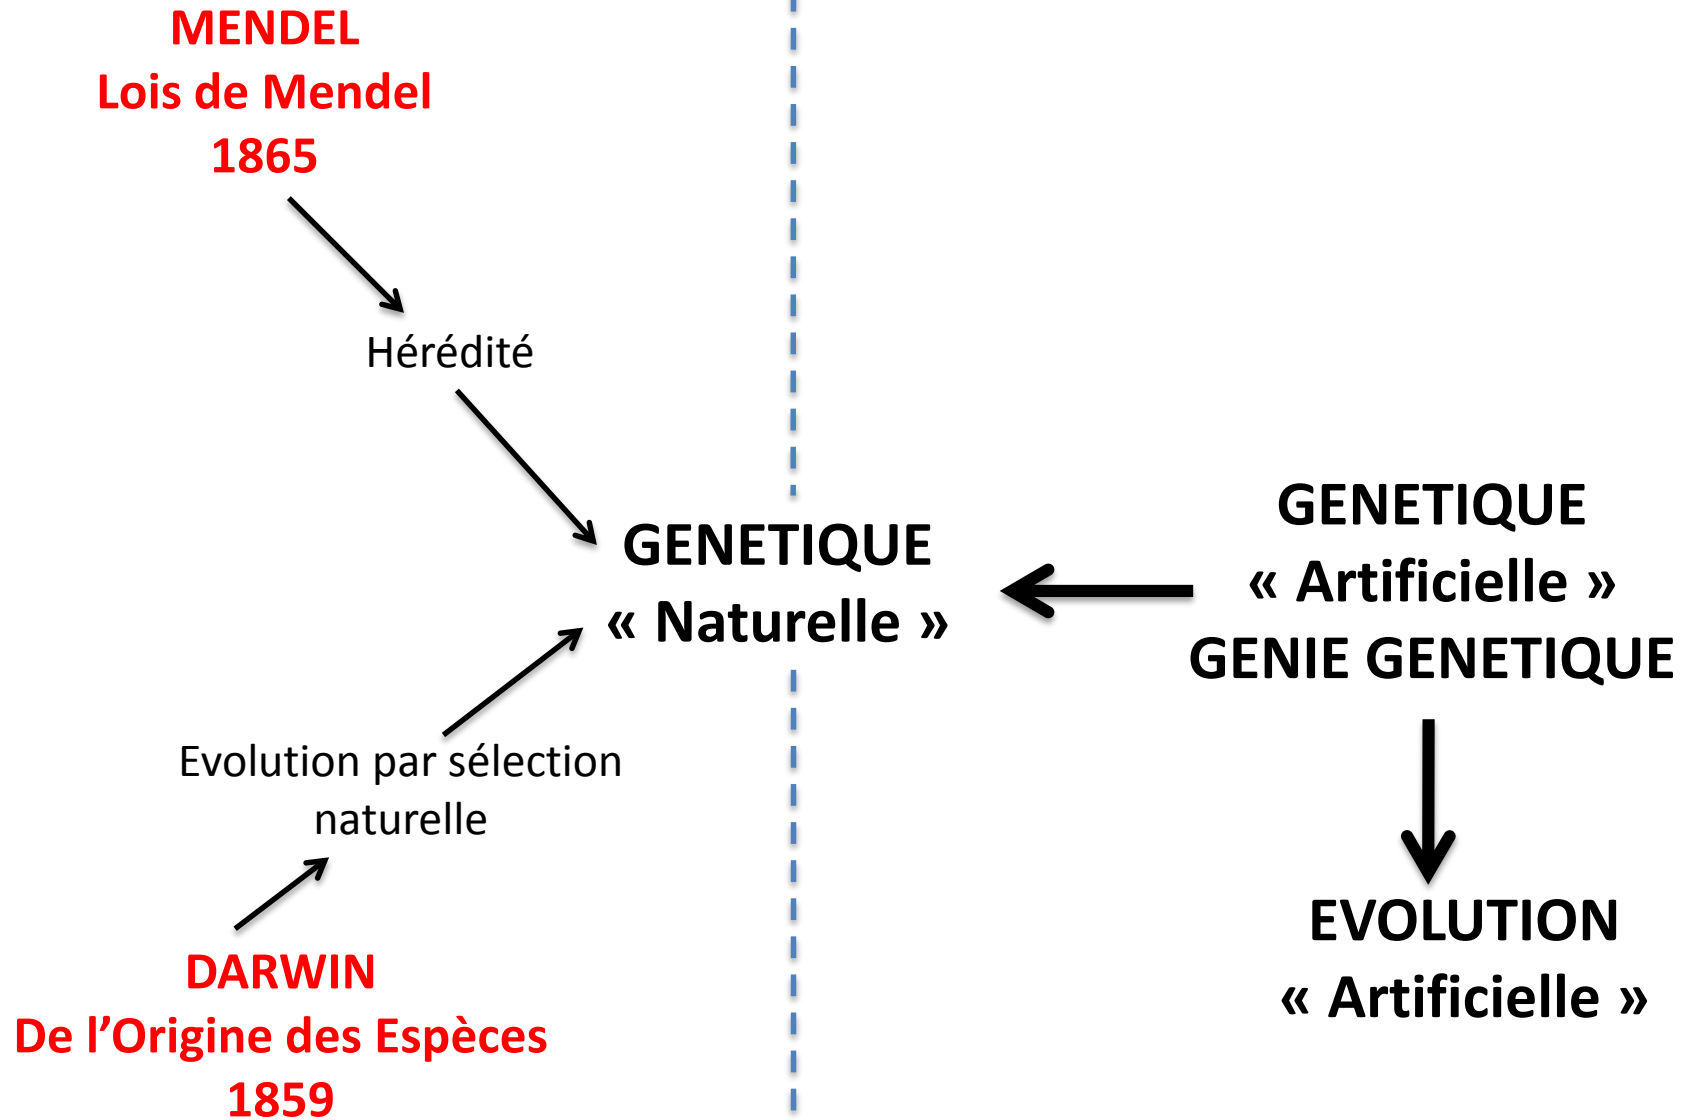 MENDEL
Lois de Mendel
1865
Hérédité
GENETIQUE
« Naturelle »
Evolution par sélection
naturelle
DARWIN
De l’Origine des Espèces
1859
GENETIQUE
« Artificielle »
GENIE GENETIQUE
EVOLUTION
« Artificielle »